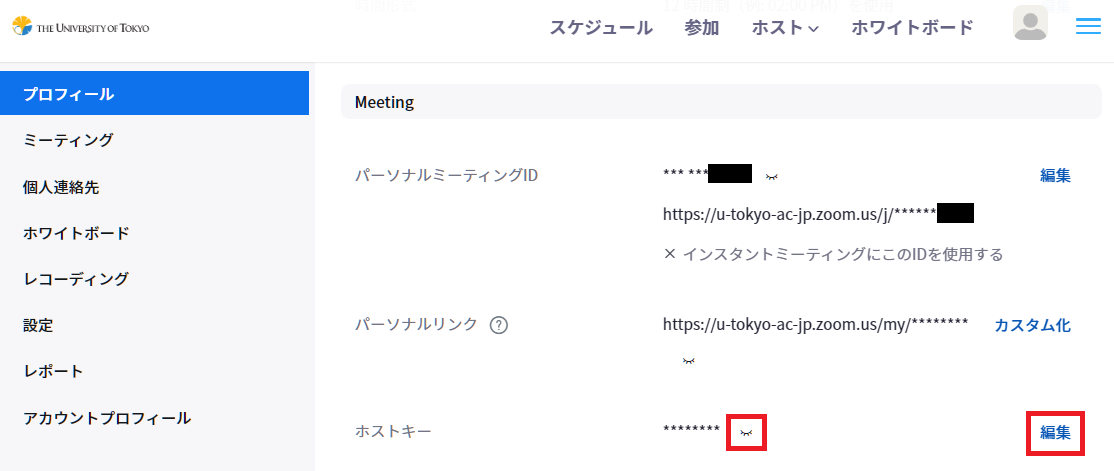 THE UNIVERSITY OF TOKYO
スケジュール 参加 ホスト ホワイトボード
プロフィール
ミーティング
個人連絡先
ホワイトボード
レコーディング
設定
レポート
アカウントプロフィール
Meeting
パーソナルミーティングID *** *** 編集
https://u-tokyo-ac-jp.zoom.us/j/******
× インスタントミーティングにこのIDを使用する
パーソナルリンク ? https://u-tokyo-ac-jp.zoom.us/my/******** カスタム化
ホストキー ******** 編集